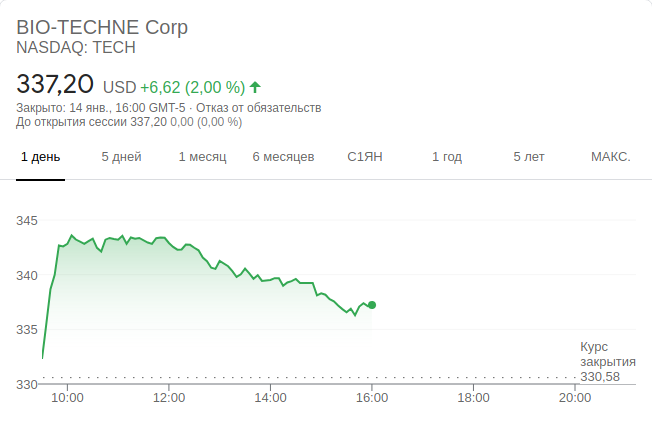 BIO-TECHNE Corp
NASDAQ: TECH
337,20 USD +6,62 (2,00 %)
Закрыто: 14 янв., 16:00 GMT-5 · Отказ от обязательств
До открытия сессии 337,20 0,00 (0,00 %)
1 день 5 дней 1 месяц 6 месяцев С1ЯН 1 год 5 лет МАКС.
345
340
335
Курс
закрытия
330,58
330
10:00 12:00 14:00 16:00 18:00 20:00